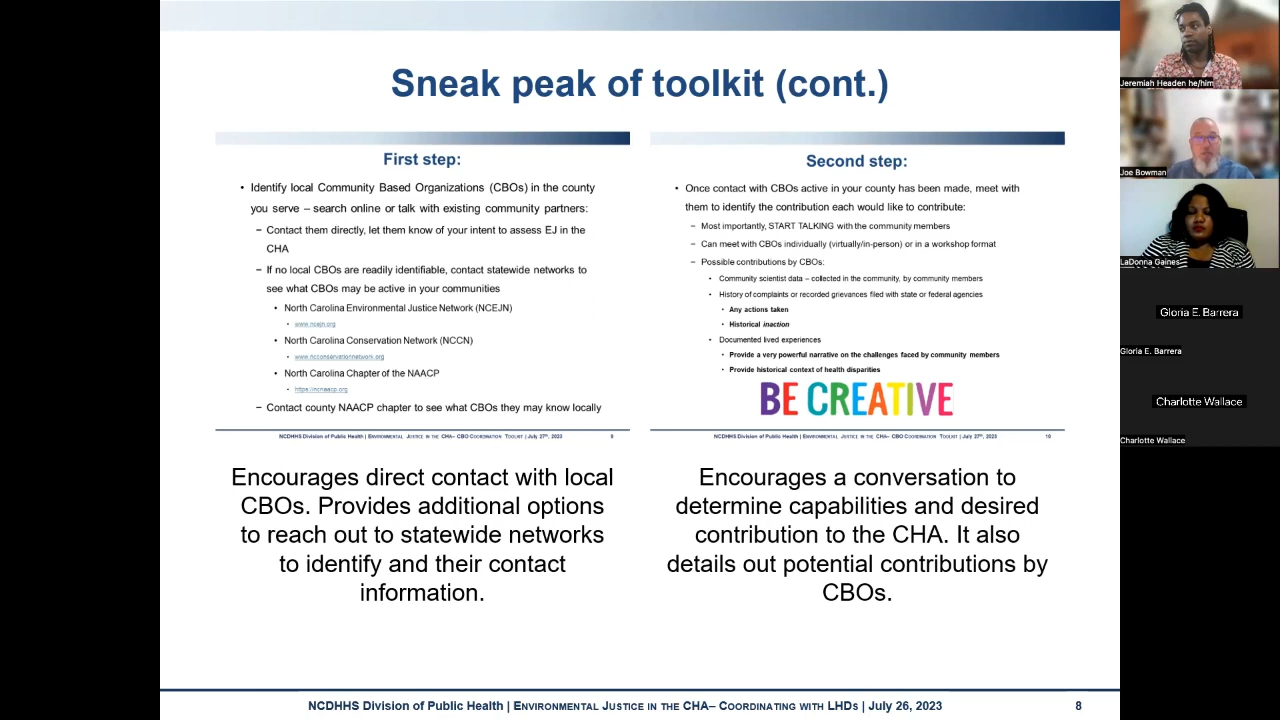 Sneak peak of toolkit (cont.)
First step:
• Identify local Community Based Organizations (CBOs) in the county
you serve – search online or talk with existing community partners:
– Contact them directly, let them know of your intent to assess EJ in the
CHA
– If no local CBOs are readily identifiable, contact statewide networks to
see what CBOs may be active in your communities
• North Carolina Environmental Justice Network (NCEJN)
• www.ncejn.org
• North Carolina Conservation Network (NCCN)
• www.ncconservationnetwork.org
• North Carolina Chapter of the NAACP
• https://ncnaacp.org
– Contact county NAACP chapter to see what CBOs they may know locally
NCDHHS Division of Public Health | ENVIRONMENTAL JUSTICE IN THE CHA– CBO COORDINATION TOOLKIT | July 27th, 2023
Second step:
• Once contact with CBOs active in your county has been made, meet with
them to identify the contribution each would like to contribute:
– Most importantly, START TALKING with the community members
– Can meet with CBOs individually (virtually/in-person) or in a workshop format
– Possible contributions by CBOs:
• Community scientist data – collected in the community, by community members
• History of complaints or recorded grievances filed with state or federal agencies
• Any actions taken
• Historical inaction
• Documented lived experiences
• Provide a very powerful narrative on the challenges faced by community members
• Provide historical context of health disparities
BE CREATIVE
NCDHHS Division of Public Health | ENVIRONMENTAL JUSTICE IN THE CHA– CBO COORDINATION TOOLKIT | July 27th, 2023 10
Encourages direct contact with local
CBOs. Provides additional options
to reach out to statewide networks
to identify and their contact
information.
Encourages a conversation to
determine capabilities and desired
contribution to the CHA. It also
details out potential contributions by
CBOs.
NCDHHS Division of Public Health | ENVIRONMENTAL JUSTICE IN THE CHA– COORDINATING WITH LHDS | July 26, 2023 8
Jeremiah Headen he/him
Joe Bowman
LaDonna Gaines
Gloria E. Barrera
Gloria E. Barrera
Charlotte Wallace
Charlotte Wallace